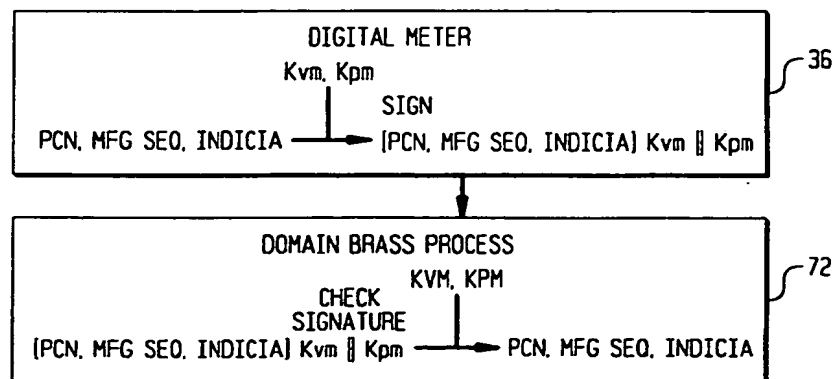 DIGITAL METER
Kvm, Kpm
36
SIGN
PCN, MFG SEQ, INDICIA
[PCN, MFG SEQ, INDICIA] Kvm || Kpm
DOMAIN BRASS PROCESS
72
KVM, KPM
CHECK
SIGNATURE
[PCN, MFG SEQ, INDICIA] Kvm || Kpm
PCN, MFG SEQ, INDICIA